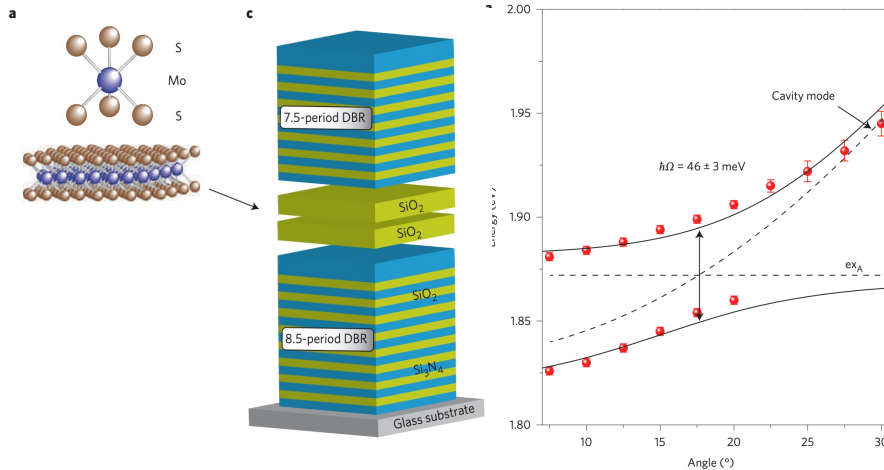 a
S
Mo
S
c
7.5-period DBR
SiO₂
SiO₂
SiO₂
8.5-period DBR
Si₃N₄
Glass substrate
2.00
1.95
1.90
1.85
1.80
Cavity mode
ħΩ = 46 ± 3 meV
ex_A
10
15
20
25
30
Angle (°)